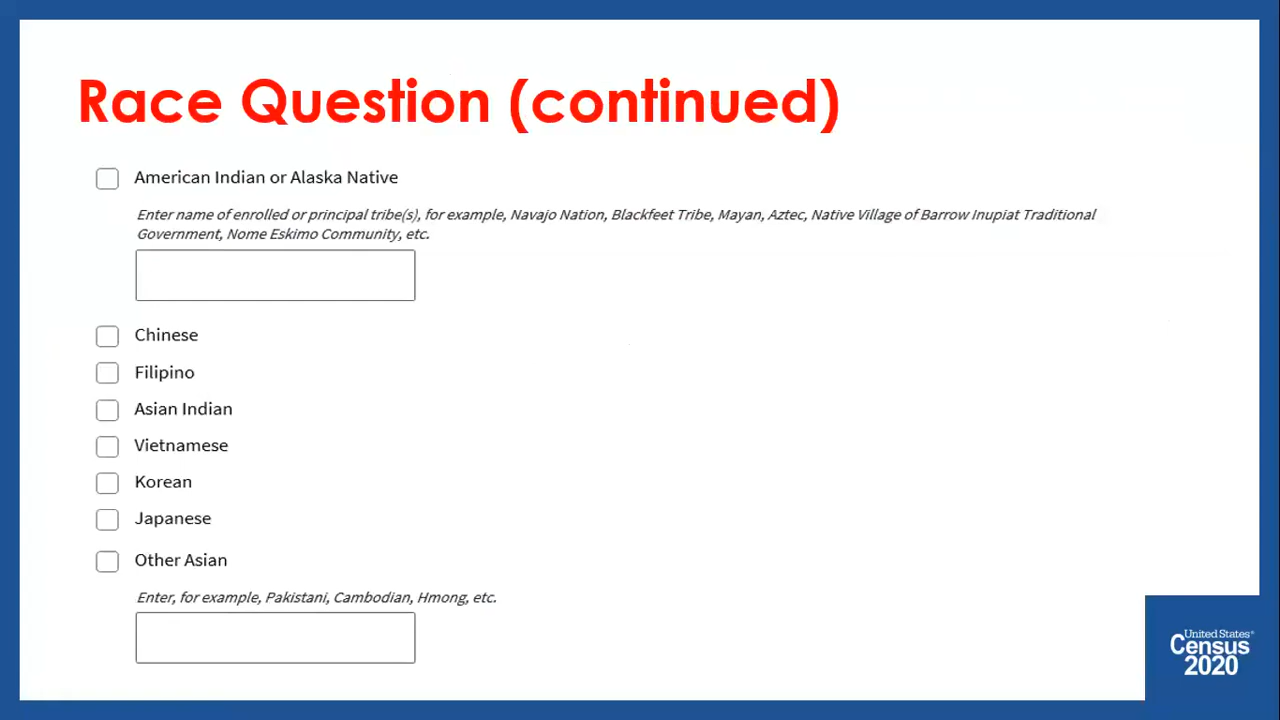 Race Question (continued)
American Indian or Alaska Native
Enter name of enrolled or principal tribe(s), for example, Navajo Nation, Blackfeet Tribe, Mayan, Aztec, Native Village of Barrow Inupiat Traditional
Government, Nome Eskimo Community, etc.
Chinese
Filipino
Asian Indian
Vietnamese
Korean
Japanese
Other Asian
Enter, for example, Pakistani, Cambodian, Hmong, etc.
United States®
Census
2020